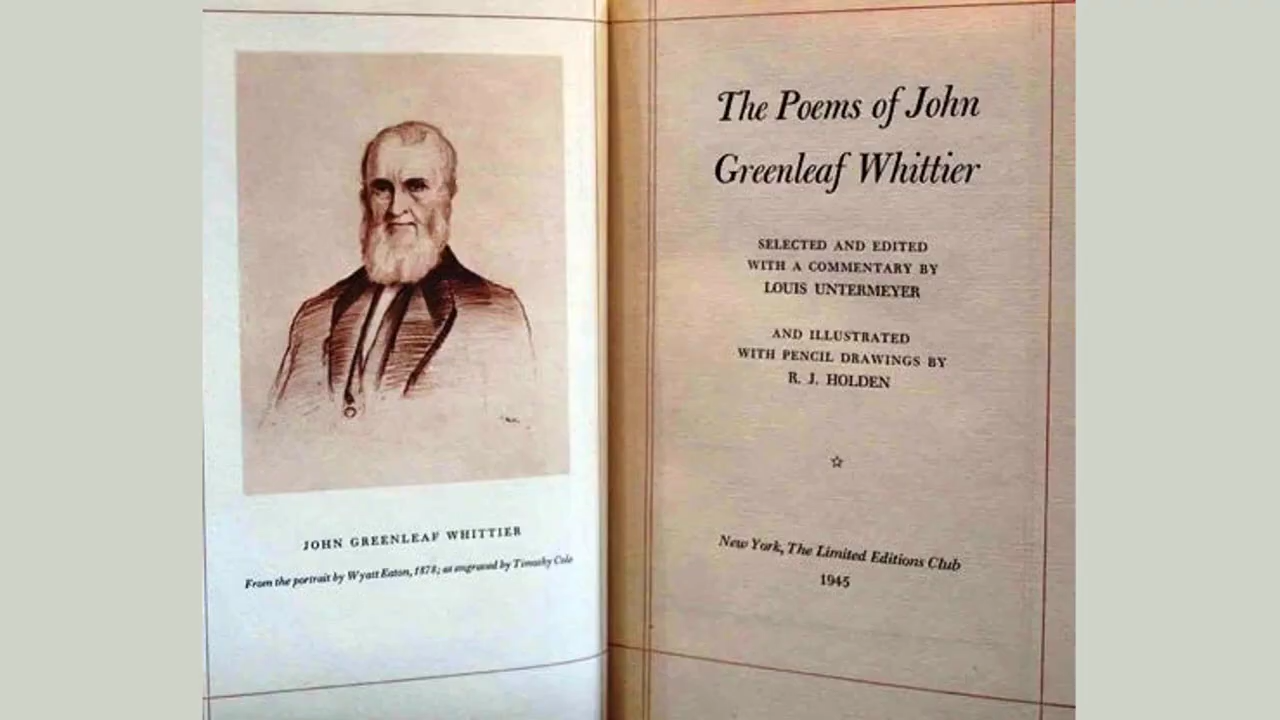 JOHN GREENLEAF WHITTIER
From the portrait by Wyatt Eaton, 1878; as engraved by Timothy Cole
The Poems of John
Greenleaf Whittier
SELECTED AND EDITED
WITH A COMMENTARY BY
LOUIS UNTERMEYER
AND ILLUSTRATED
WITH PENCIL DRAWINGS BY
R. J. HOLDEN
New York, The Limited Editions Club
1945